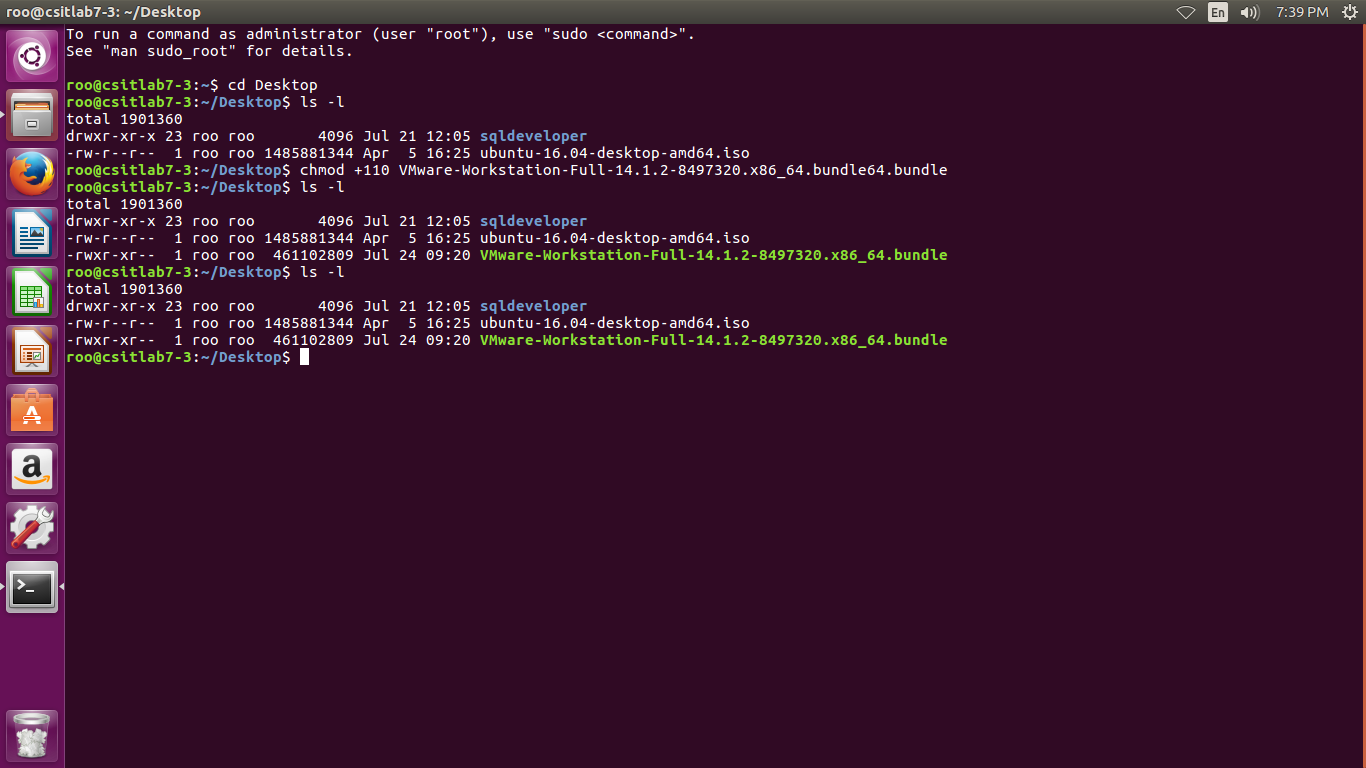 roo@csitlab7-3: ~/Desktop
En
7:39 PM
To run a command as administrator (user "root"), use "sudo <command>".
See "man sudo_root" for details.
roo@csitlab7-3:~$ cd Desktop
roo@csitlab7-3:~/Desktop$ ls -l
total 1901360
drwxr-xr-x 23 roo roo       4096 Jul 21 12:05 sqldeveloper
-rw-r--r--  1 roo roo 1485881344 Apr  5 16:25 ubuntu-16.04-desktop-amd64.iso
roo@csitlab7-3:~/Desktop$ chmod +110 VMware-Workstation-Full-14.1.2-8497320.x86_64.bundle64.bundle
roo@csitlab7-3:~/Desktop$ ls -l
total 1901360
drwxr-xr-x 23 roo roo       4096 Jul 21 12:05 sqldeveloper
-rw-r--r--  1 roo roo 1485881344 Apr  5 16:25 ubuntu-16.04-desktop-amd64.iso
-rwxr-xr--  1 roo roo  461102809 Jul 24 09:20 VMware-Workstation-Full-14.1.2-8497320.x86_64.bundle
roo@csitlab7-3:~/Desktop$ ls -l
total 1901360
drwxr-xr-x 23 roo roo       4096 Jul 21 12:05 sqldeveloper
-rw-r--r--  1 roo roo 1485881344 Apr  5 16:25 ubuntu-16.04-desktop-amd64.iso
-rwxr-xr--  1 roo roo  461102809 Jul 24 09:20 VMware-Workstation-Full-14.1.2-8497320.x86_64.bundle
roo@csitlab7-3:~/Desktop$